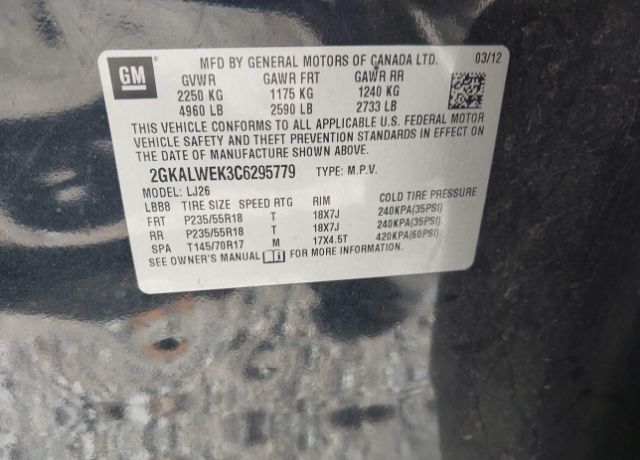 GM
MFD BY GENERAL MOTORS OF CANADA LTD. 03/12
GVWR GAWR FRT GAWR RR
2250 KG 1175 KG 1240 KG
4960 LB 2590 LB 2733 LB
THIS VEHICLE CONFORMS TO ALL APPLICABLE U.S. FEDERAL MOTOR
VEHICLE SAFETY AND THEFT PREVENTION STANDARDS IN EFFECT ON
THE DATE OF MANUFACTURE SHOWN ABOVE.
2GKALWEK3C6295779 TYPE: M.P.V.
MODEL: LJ26
LBBB TIRE SIZE SPEED RTG RIM COLD TIRE PRESSURE
FRT P235/55R18 T 18X7J 240KPA(35PSI)
RR P235/55R18 T 18X7J 240KPA(35PSI)
SPA T145/70R17 M 17X4.5T 420KPA(60PSI)
SEE OWNER'S MANUAL FOR MORE INFORMATION.